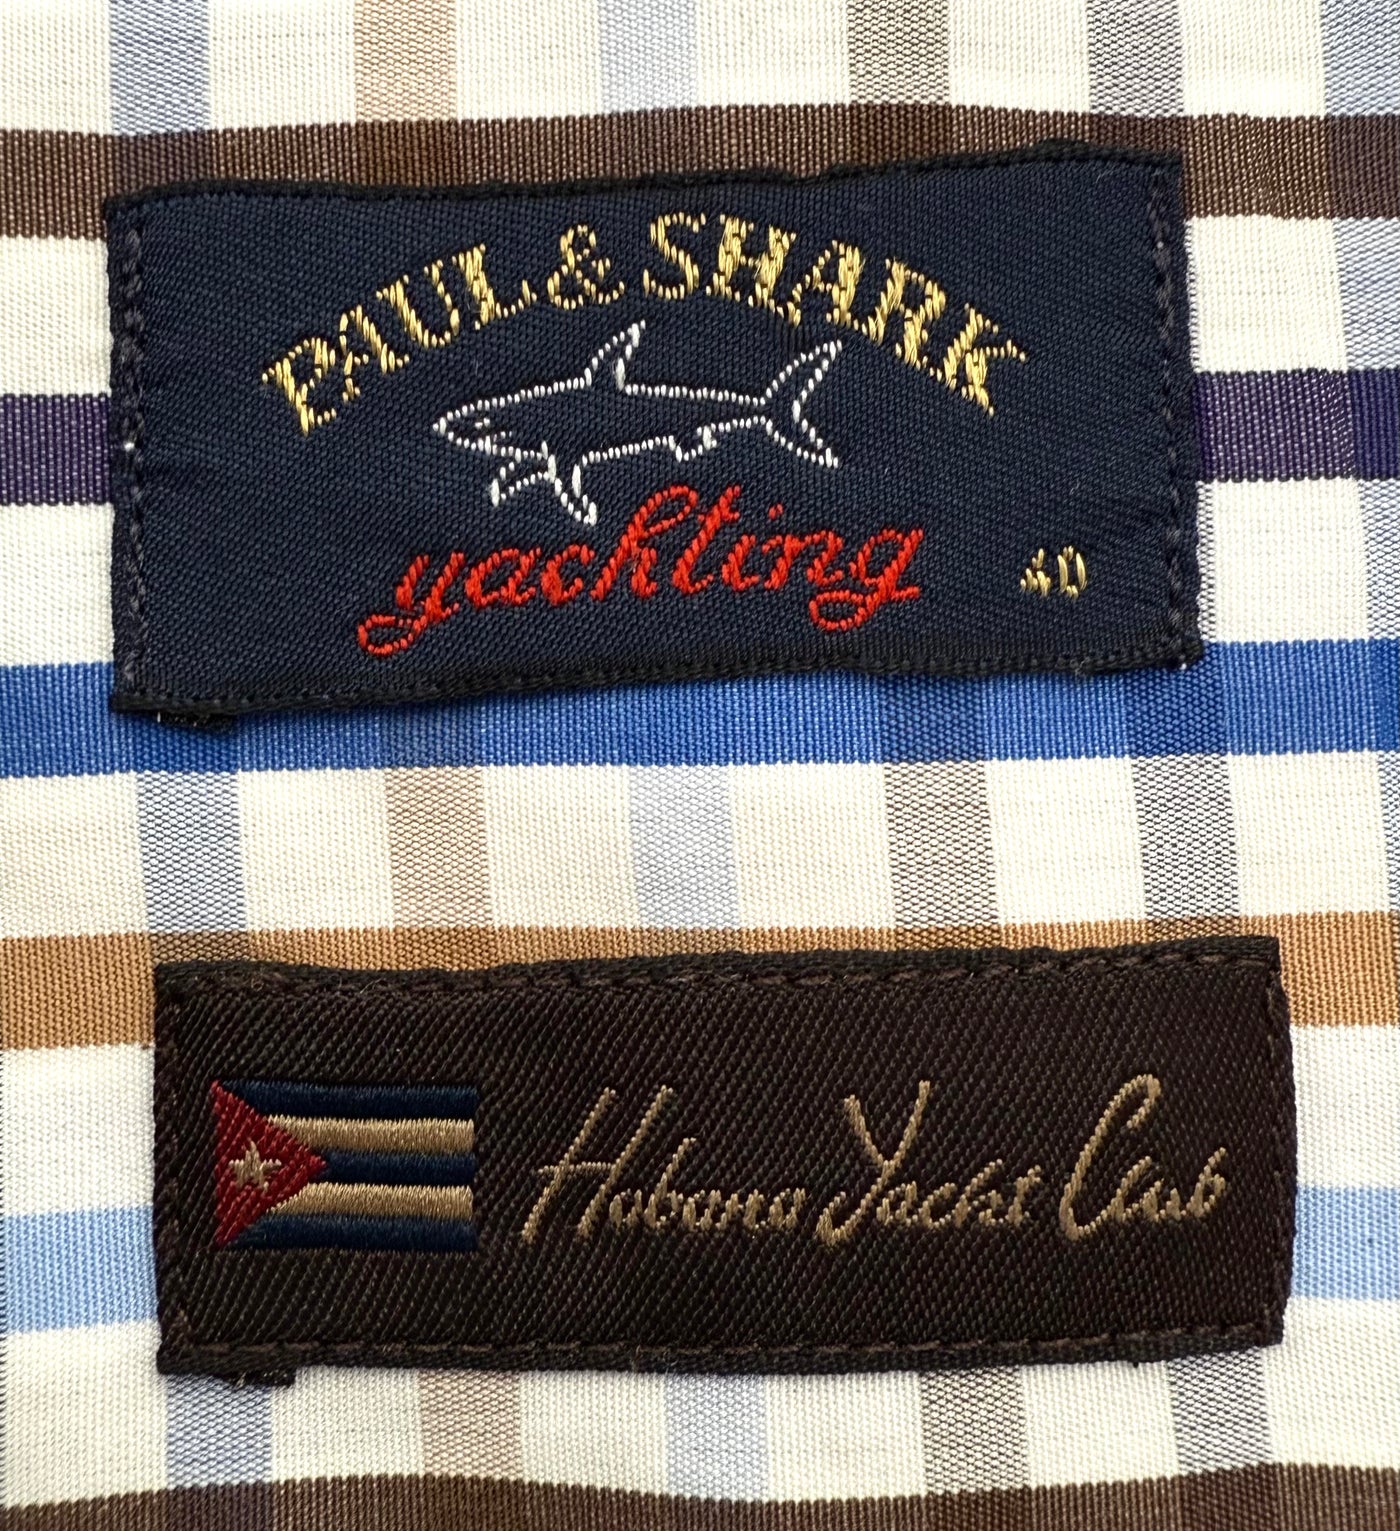 PAUL & SHARK
yachting
40
Habana Yacht Club